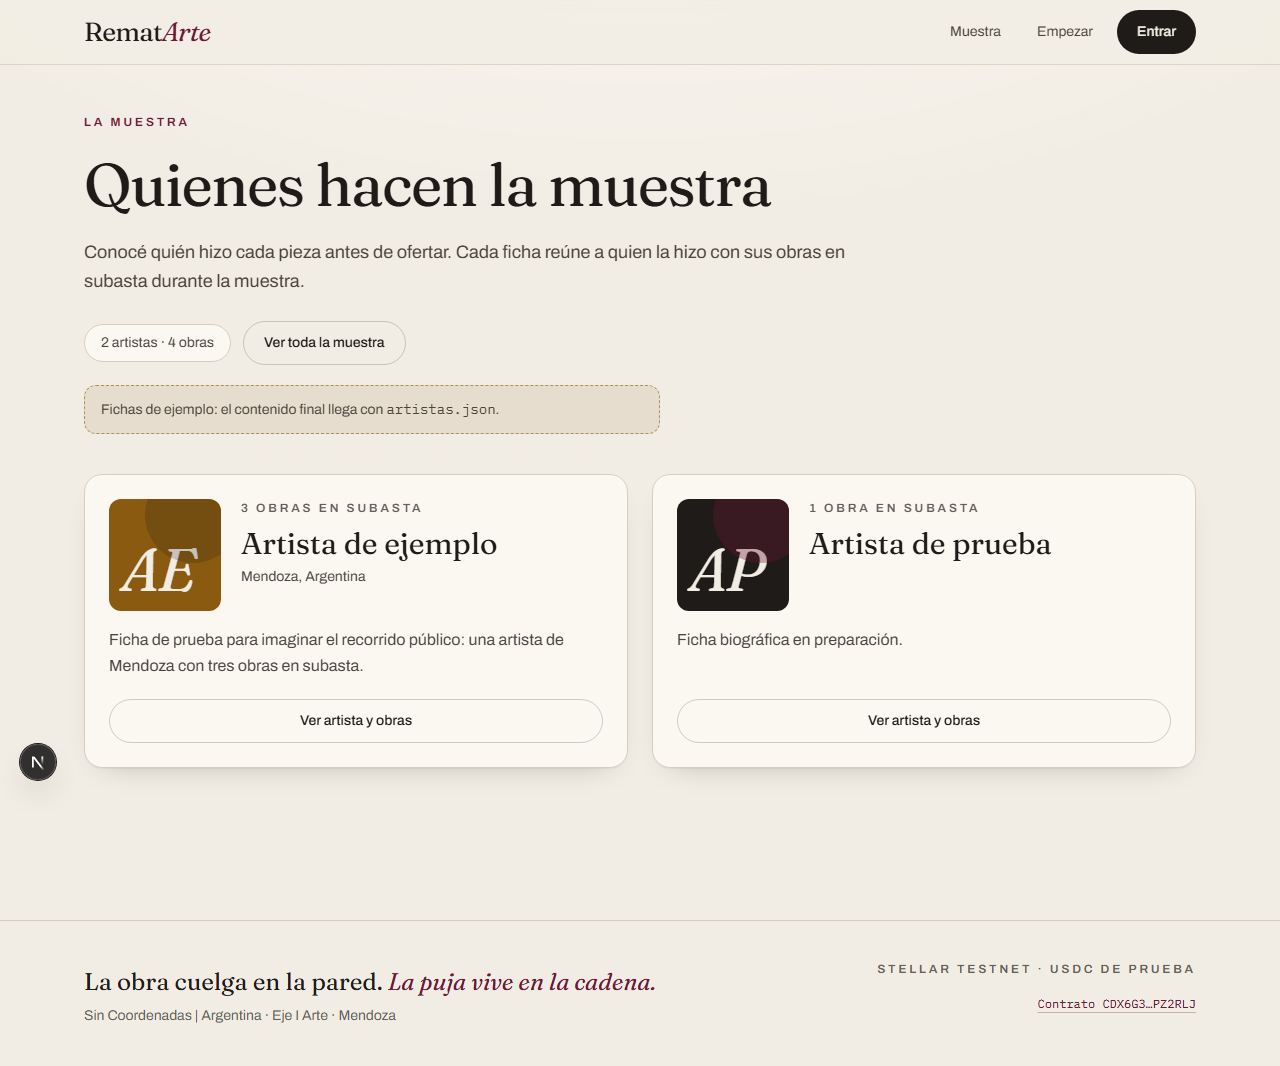 RematArte
Muestra
Empezar
Entrar
LA MUESTRA
Quienes hacen la muestra
Conocé quién hizo cada pieza antes de ofertar. Cada ficha reúne a quien la hizo con sus obras en
subasta durante la muestra.
2 artistas · 4 obras
Ver toda la muestra
Fichas de ejemplo: el contenido final llega con artistas.json.
AE
3 OBRAS EN SUBASTA
Artista de ejemplo
Mendoza, Argentina
Ficha de prueba para imaginar el recorrido público: una artista de
Mendoza con tres obras en subasta.
Ver artista y obras
AP
1 OBRA EN SUBASTA
Artista de prueba
Ficha biográfica en preparación.
Ver artista y obras
N
La obra cuelga en la pared. La puja vive en la cadena.
Sin Coordenadas | Argentina · Eje I Arte · Mendoza
STELLAR TESTNET · USDC DE PRUEBA
Contrato CDX6G3…PZ2RLJ